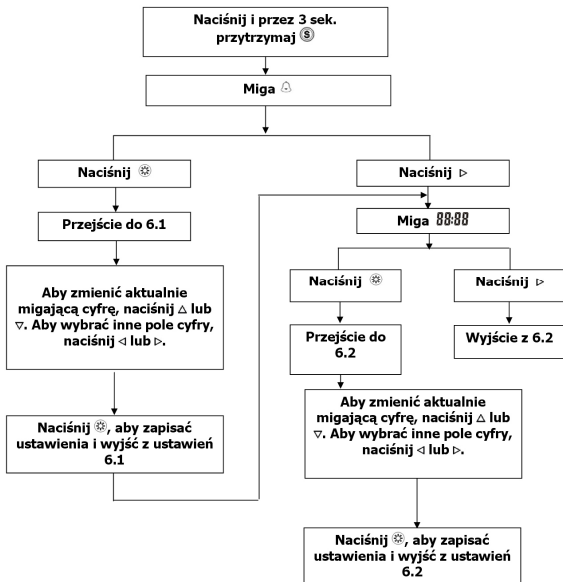 Naciśnij i przez 3 sek.
przytrzymaj Ⓢ
Miga 🔔
Naciśnij ☼
Naciśnij ▷
Przejście do 6.1
Miga 88:88
Aby zmienić aktualnie
migającą cyfrę, naciśnij △ lub
▽. Aby wybrać inne pole cyfry,
naciśnij ◁ lub ▷.
Naciśnij ☼
Naciśnij ▷
Przejście do
6.2
Wyjście z 6.2
Naciśnij ☼, aby zapisać
ustawienia i wyjść z ustawień
6.1
Aby zmienić aktualnie
migającą cyfrę, naciśnij △ lub
▽. Aby wybrać inne pole cyfry,
naciśnij ◁ lub ▷.
Naciśnij ☼, aby zapisać
ustawienia i wyjść z ustawień
6.2